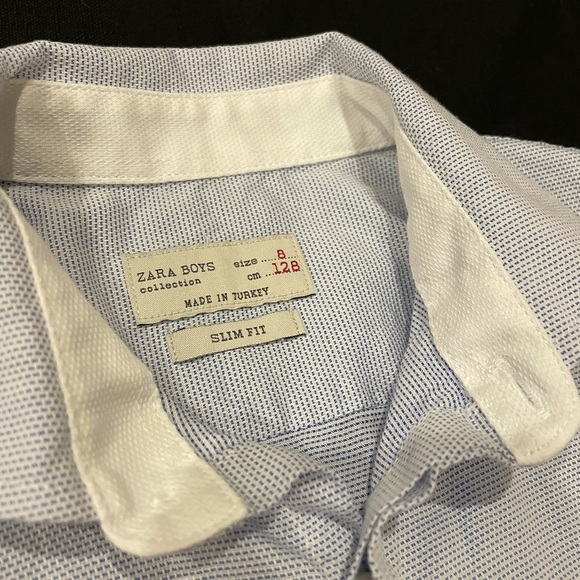 ZARA BOYS
collection
size.....8....
cm ...128
MADE IN TURKEY
SLIM FIT